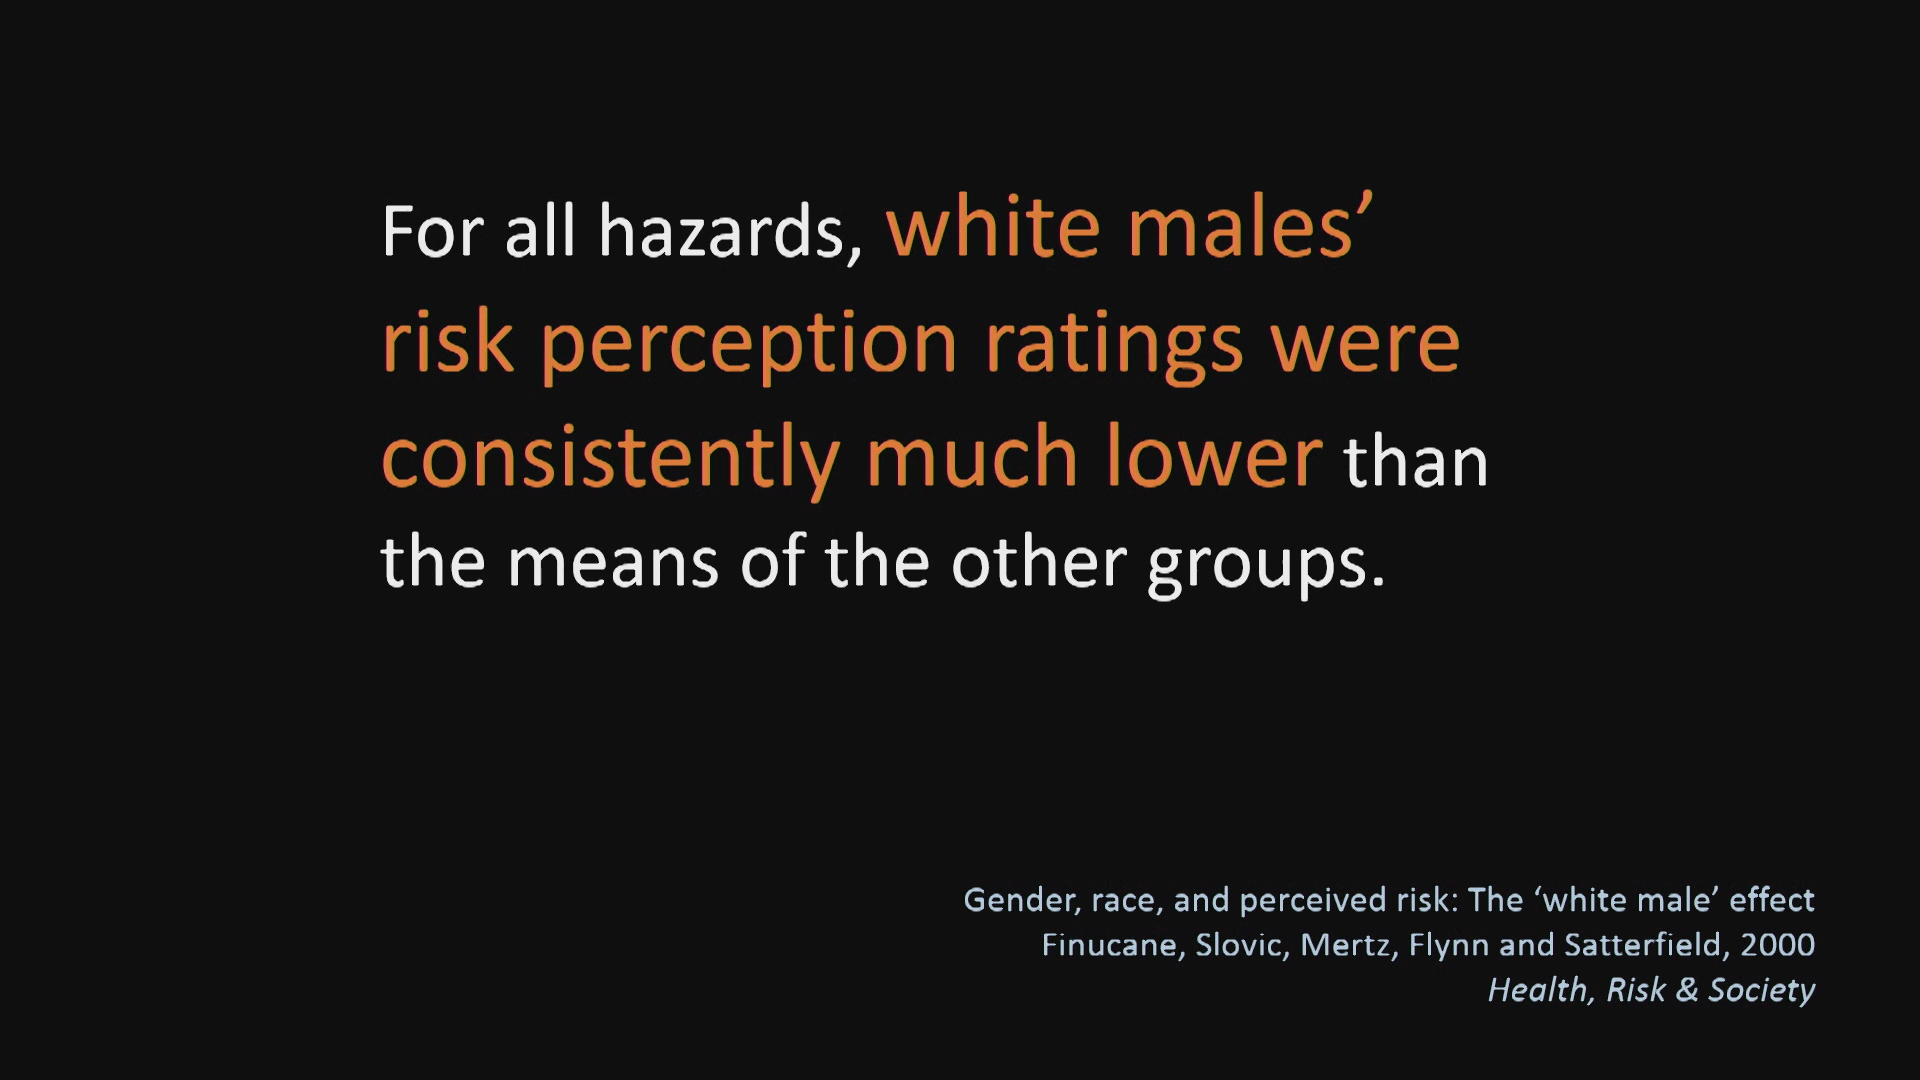 For all hazards, white males’
risk perception ratings were
consistently much lower than
the means of the other groups.
Gender, race, and perceived risk: The ‘white male’ effect
Finucane, Slovic, Mertz, Flynn and Satterfield, 2000
Health, Risk & Society